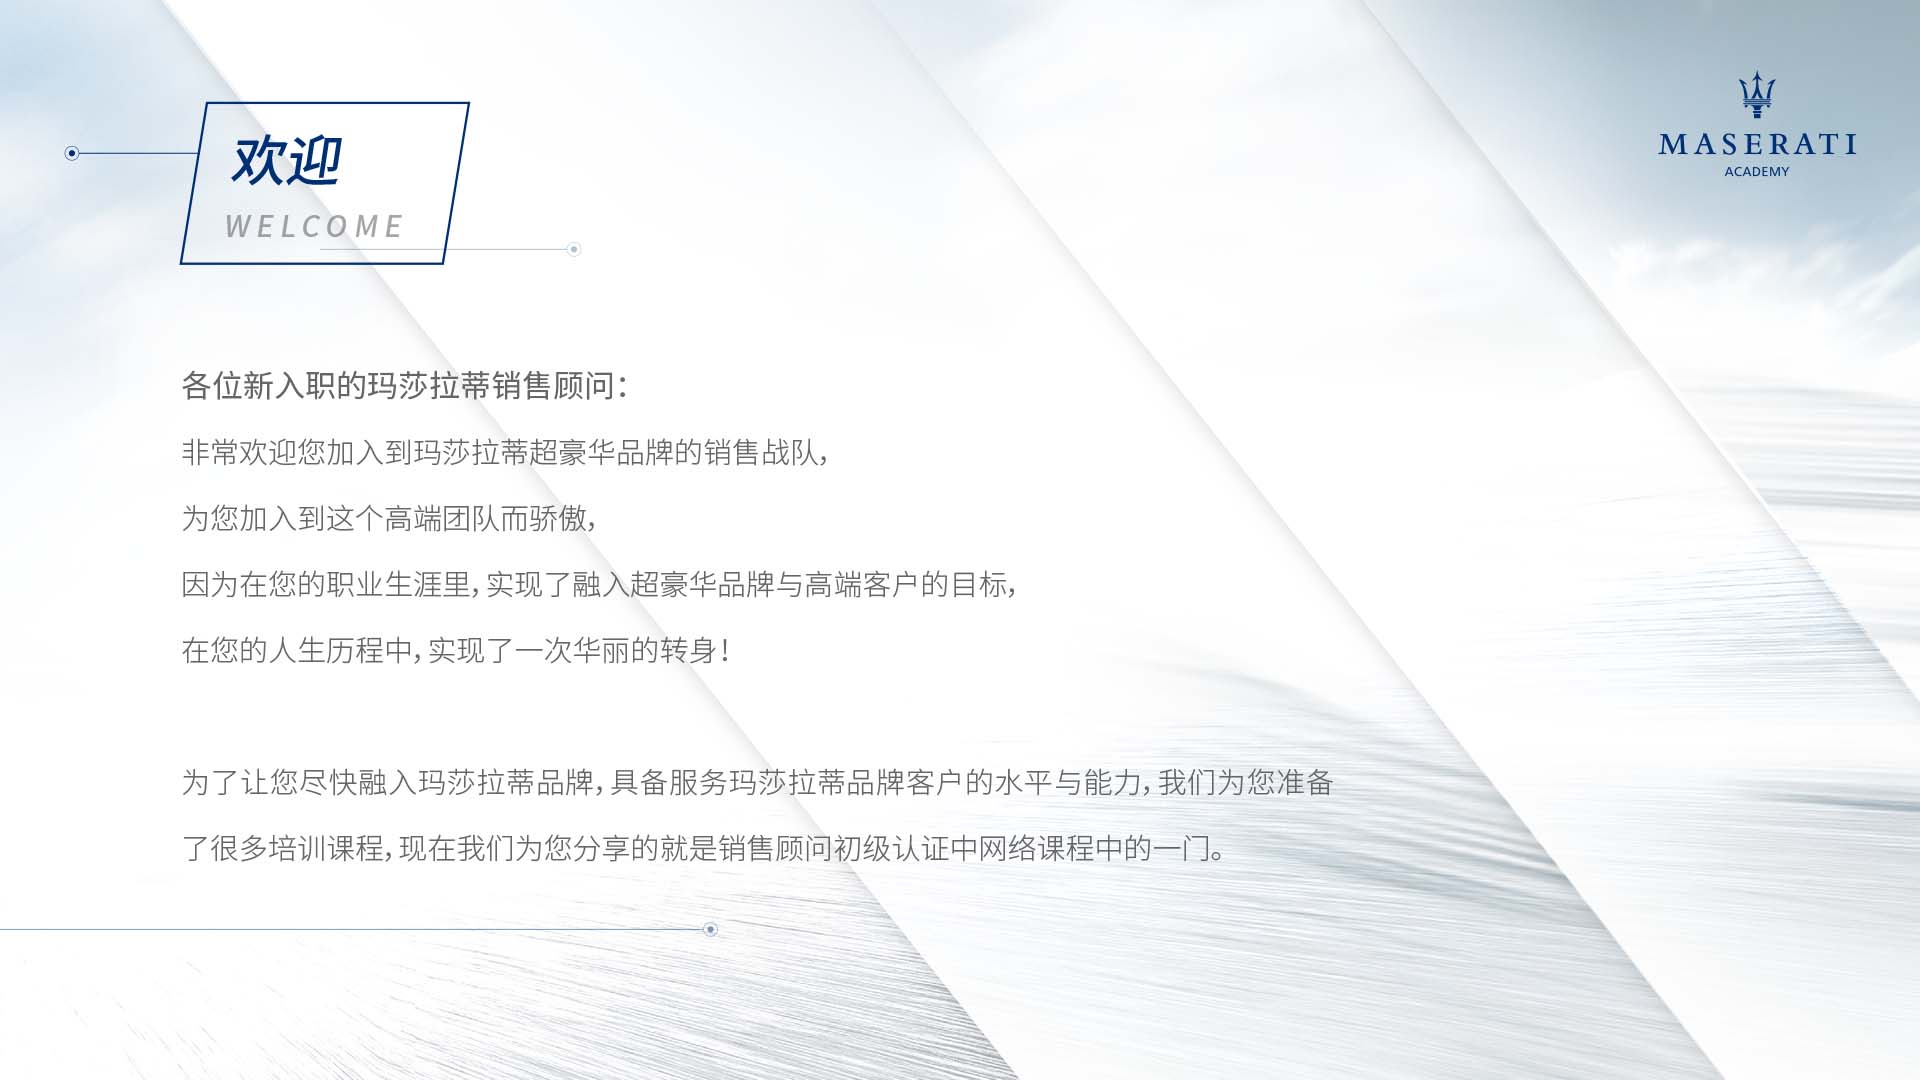 欢迎
WELCOME
MASERATI
ACADEMY
各位新入职的玛莎拉蒂销售顾问：
非常欢迎您加入到玛莎拉蒂超豪华品牌的销售战队，
为您加入到这个高端团队而骄傲，
因为在您的职业生涯里，实现了融入超豪华品牌与高端客户的目标，
在您的人生历程中，实现了一次华丽的转身！
为了让您尽快融入玛莎拉蒂品牌，具备服务玛莎拉蒂品牌客户的水平与能力，我们为您准备
了很多培训课程，现在我们为您分享的就是销售顾问初级认证中网络课程中的一门。